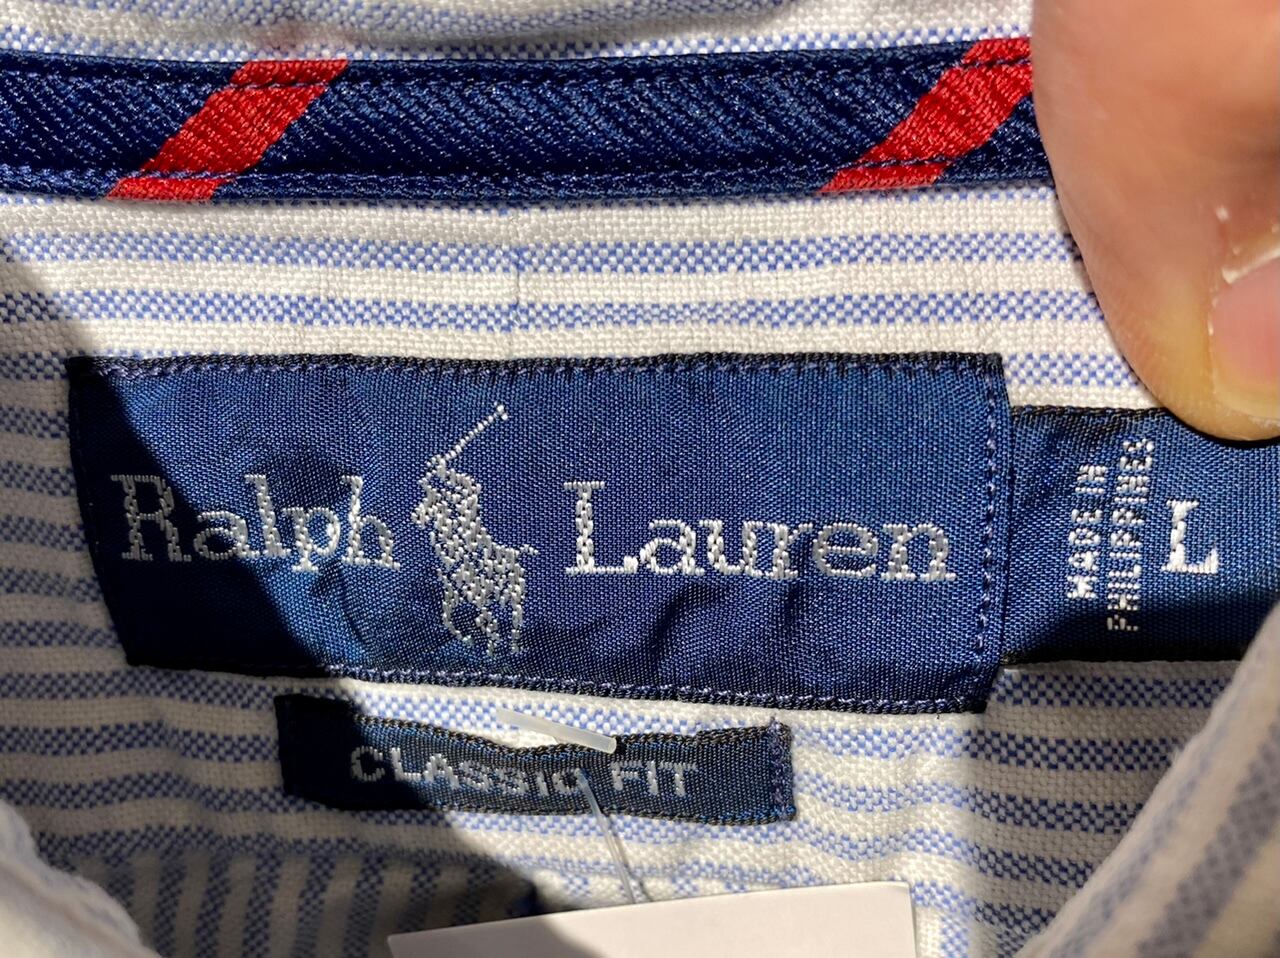 Ralph Lauren
MADE IN
PHILIPPINES
L
CLASSIC FIT